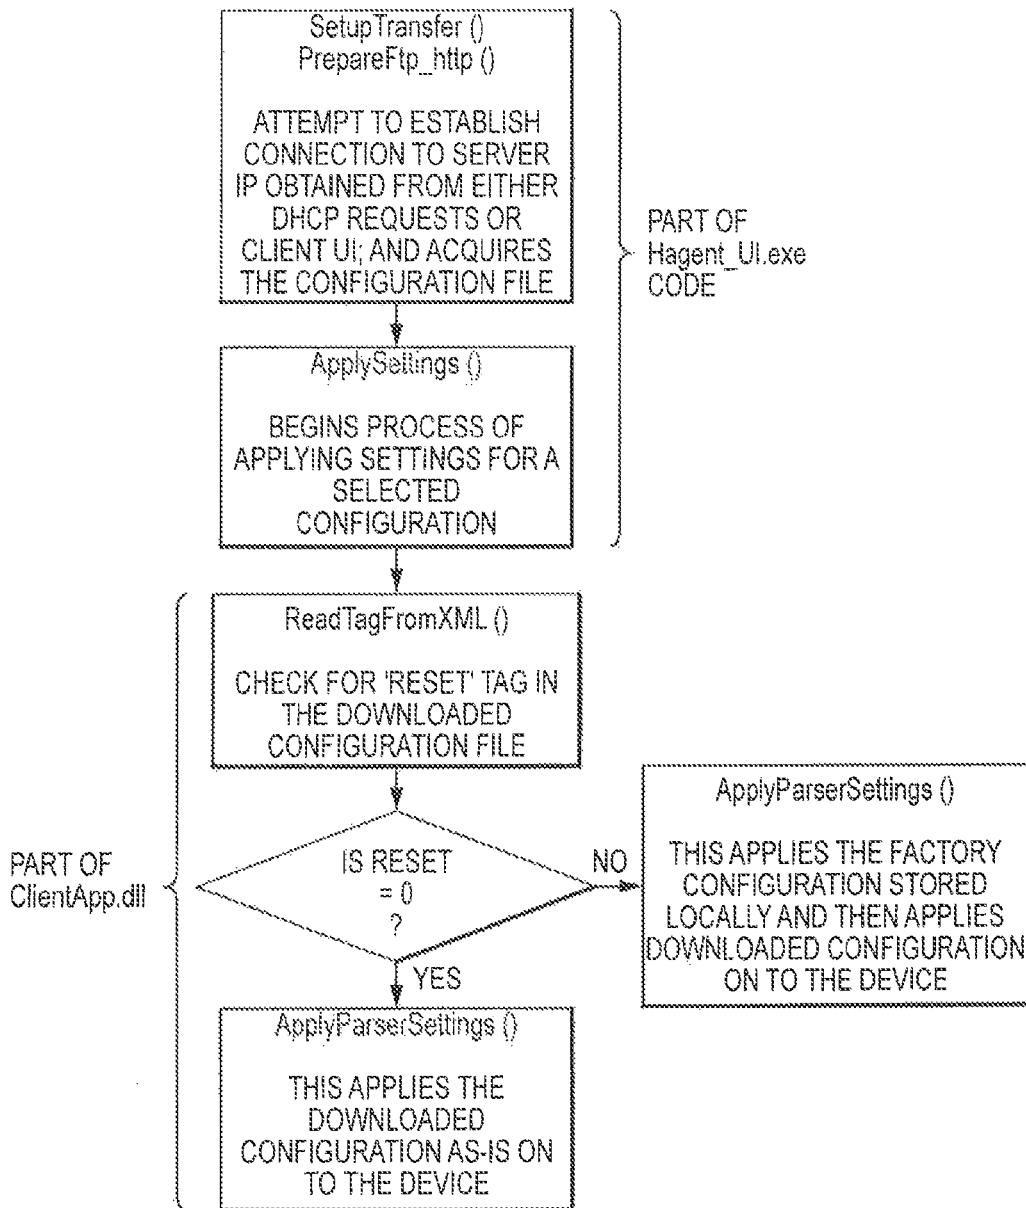 SetupTransfer ()
PrepareFtp_http ()
ATTEMPT TO ESTABLISH
CONNECTION TO SERVER
IP OBTAINED FROM EITHER
DHCP REQUESTS OR
CLIENT UI; AND ACQUIRES
THE CONFIGURATION FILE
PART OF
Hagent_UI.exe
CODE
ApplySettings ()
BEGINS PROCESS OF
APPLYING SETTINGS FOR A
SELECTED
CONFIGURATION
ReadTagFromXML ()
CHECK FOR 'RESET' TAG IN
THE DOWNLOADED
CONFIGURATION FILE
PART OF
ClientApp.dll
IS RESET
= 0
?
NO
YES
ApplyParserSettings ()
THIS APPLIES THE FACTORY
CONFIGURATION STORED
LOCALLY AND THEN APPLIES
DOWNLOADED CONFIGURATION
ON TO THE DEVICE
ApplyParserSettings ()
THIS APPLIES THE
DOWNLOADED
CONFIGURATION AS-IS ON
TO THE DEVICE